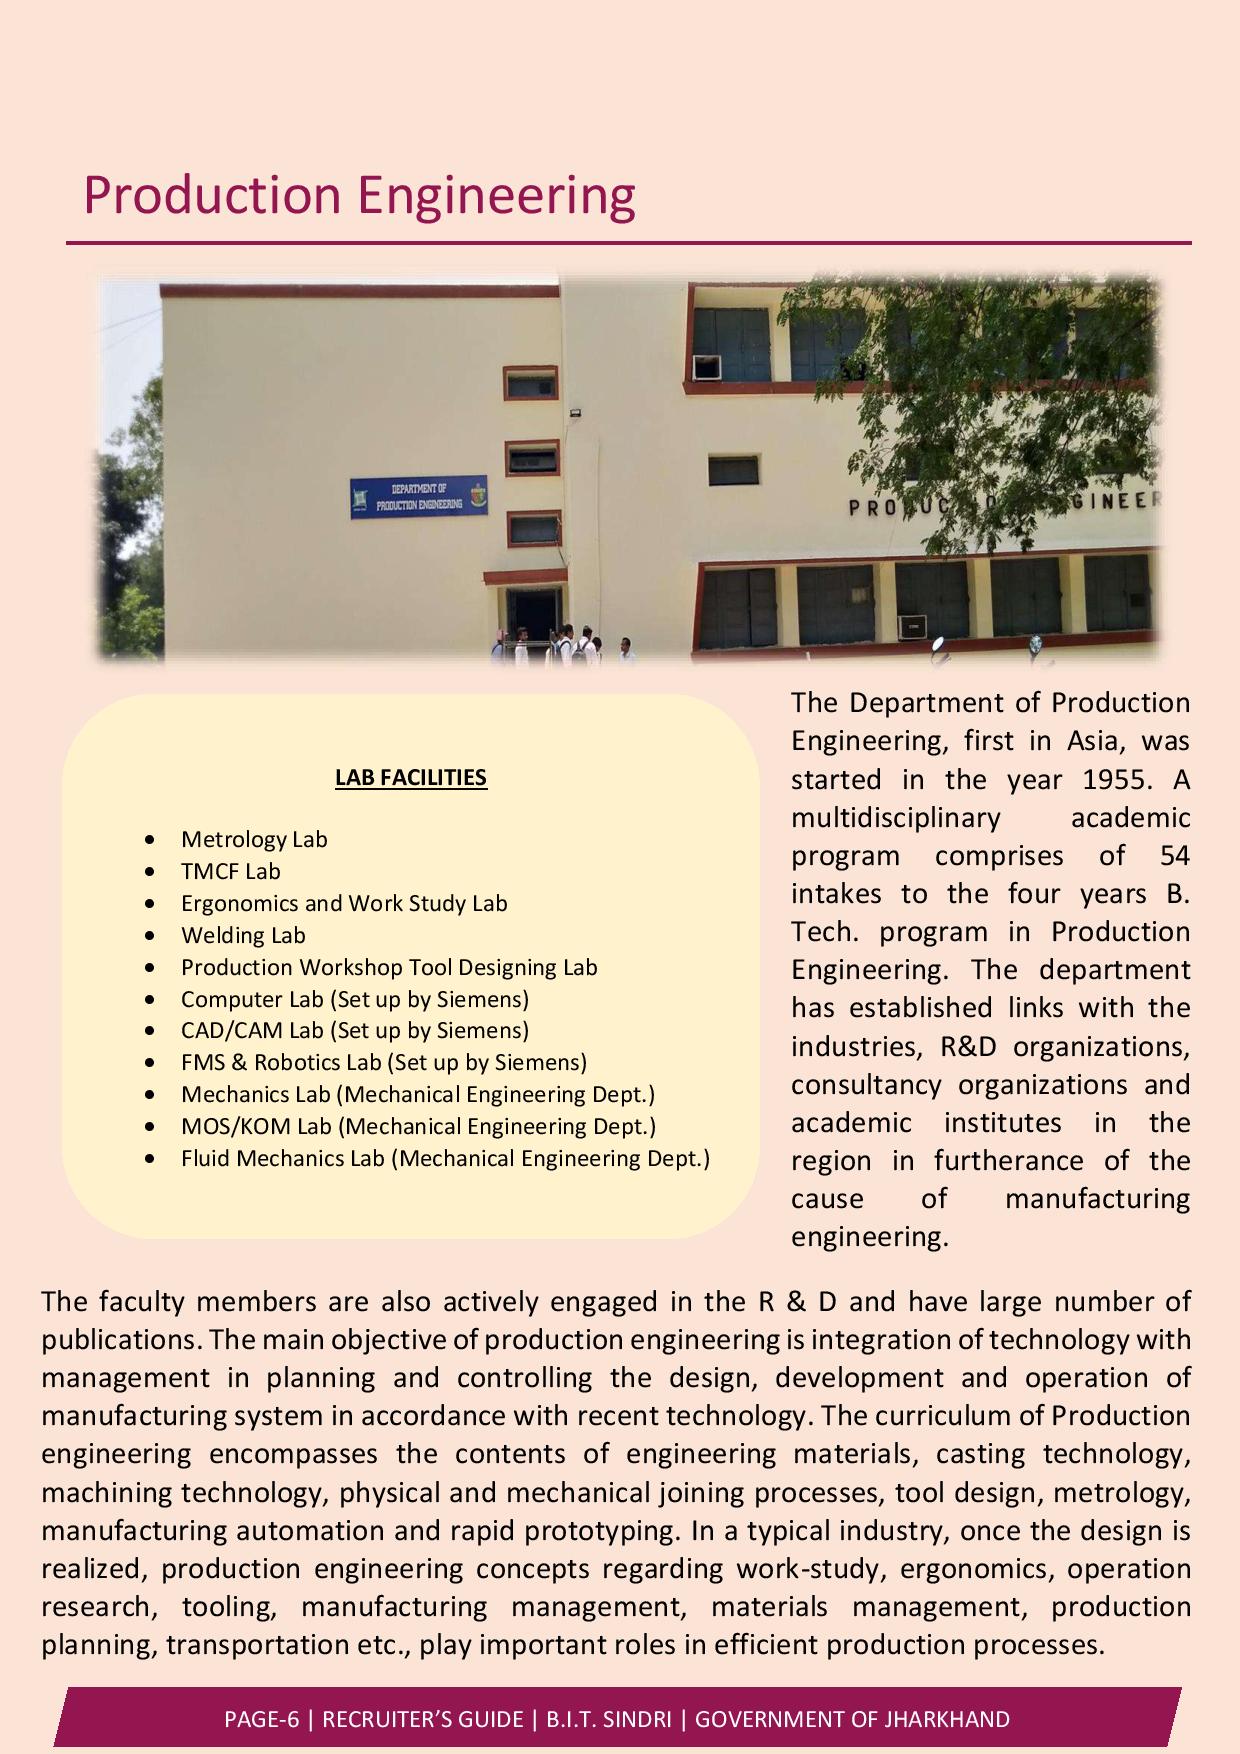 Production Engineering
DEPARTMENT OF
PRODUCTION ENGINEERING
LAB FACILITIES
• Metrology Lab
• TMCF Lab
• Ergonomics and Work Study Lab
• Welding Lab
• Production Workshop Tool Designing Lab
• Computer Lab (Set up by Siemens)
• CAD/CAM Lab (Set up by Siemens)
• FMS & Robotics Lab (Set up by Siemens)
• Mechanics Lab (Mechanical Engineering Dept.)
• MOS/KOM Lab (Mechanical Engineering Dept.)
• Fluid Mechanics Lab (Mechanical Engineering Dept.)
The Department of Production
Engineering, first in Asia, was
started in the year 1955. A
multidisciplinary academic
program comprises of 54
intakes to the four years B.
Tech. program in Production
Engineering. The department
has established links with the
industries, R&D organizations,
consultancy organizations and
academic institutes in the
region in furtherance of the
cause of manufacturing
engineering.
The faculty members are also actively engaged in the R & D and have large number of
publications. The main objective of production engineering is integration of technology with
management in planning and controlling the design, development and operation of
manufacturing system in accordance with recent technology. The curriculum of Production
engineering encompasses the contents of engineering materials, casting technology,
machining technology, physical and mechanical joining processes, tool design, metrology,
manufacturing automation and rapid prototyping. In a typical industry, once the design is
realized, production engineering concepts regarding work-study, ergonomics, operation
research, tooling, manufacturing management, materials management, production
planning, transportation etc., play important roles in efficient production processes.
PAGE-6 | RECRUITER’S GUIDE | B.I.T. SINDRI | GOVERNMENT OF JHARKHAND